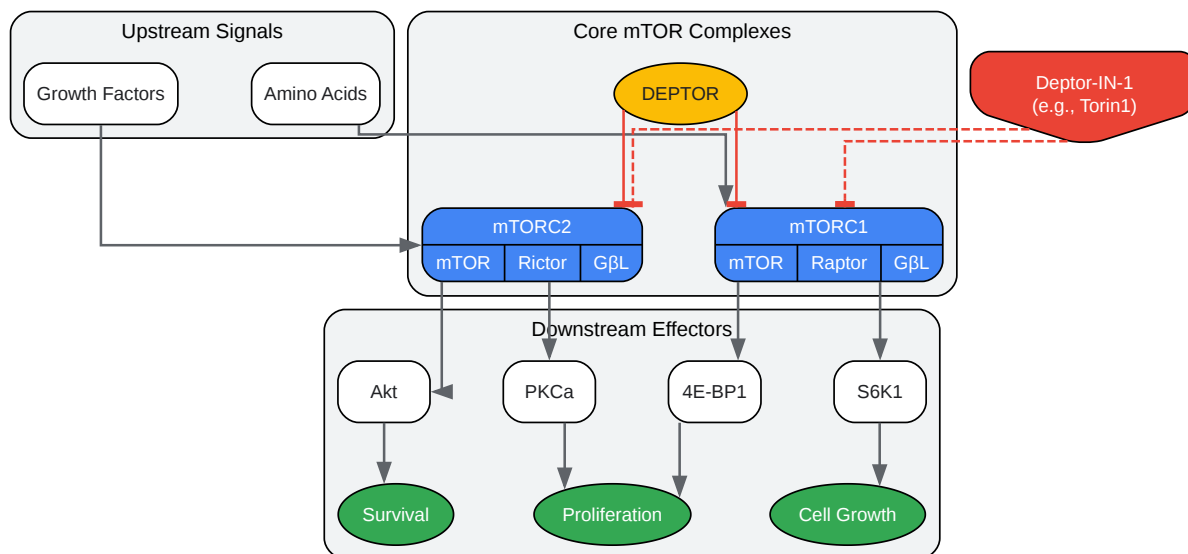 Upstream Signals
Core mTOR Complexes
Growth Factors
Amino Acids
DEPTOR
Deptor-IN-1
(e.g., Torin1)
mTORC2
mTOR
Rictor
GβL
mTORC1
mTOR
Raptor
GβL
Downstream Effectors
Akt
PKCa
4E-BP1
S6K1
Survival
Proliferation
Cell Growth